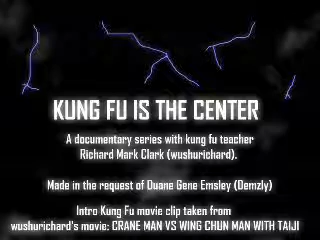 KUNG FU IS THE CENTER
A documentary series with kung fu teacher
Richard Mark Clark (wushurichard).
Made in the request of Duane Gene Emsley (Demzly)
Intro Kung Fu movie clip taken from
wushurichard's movie: CRANE MAN VS WING CHUN MAN WITH TAIJI